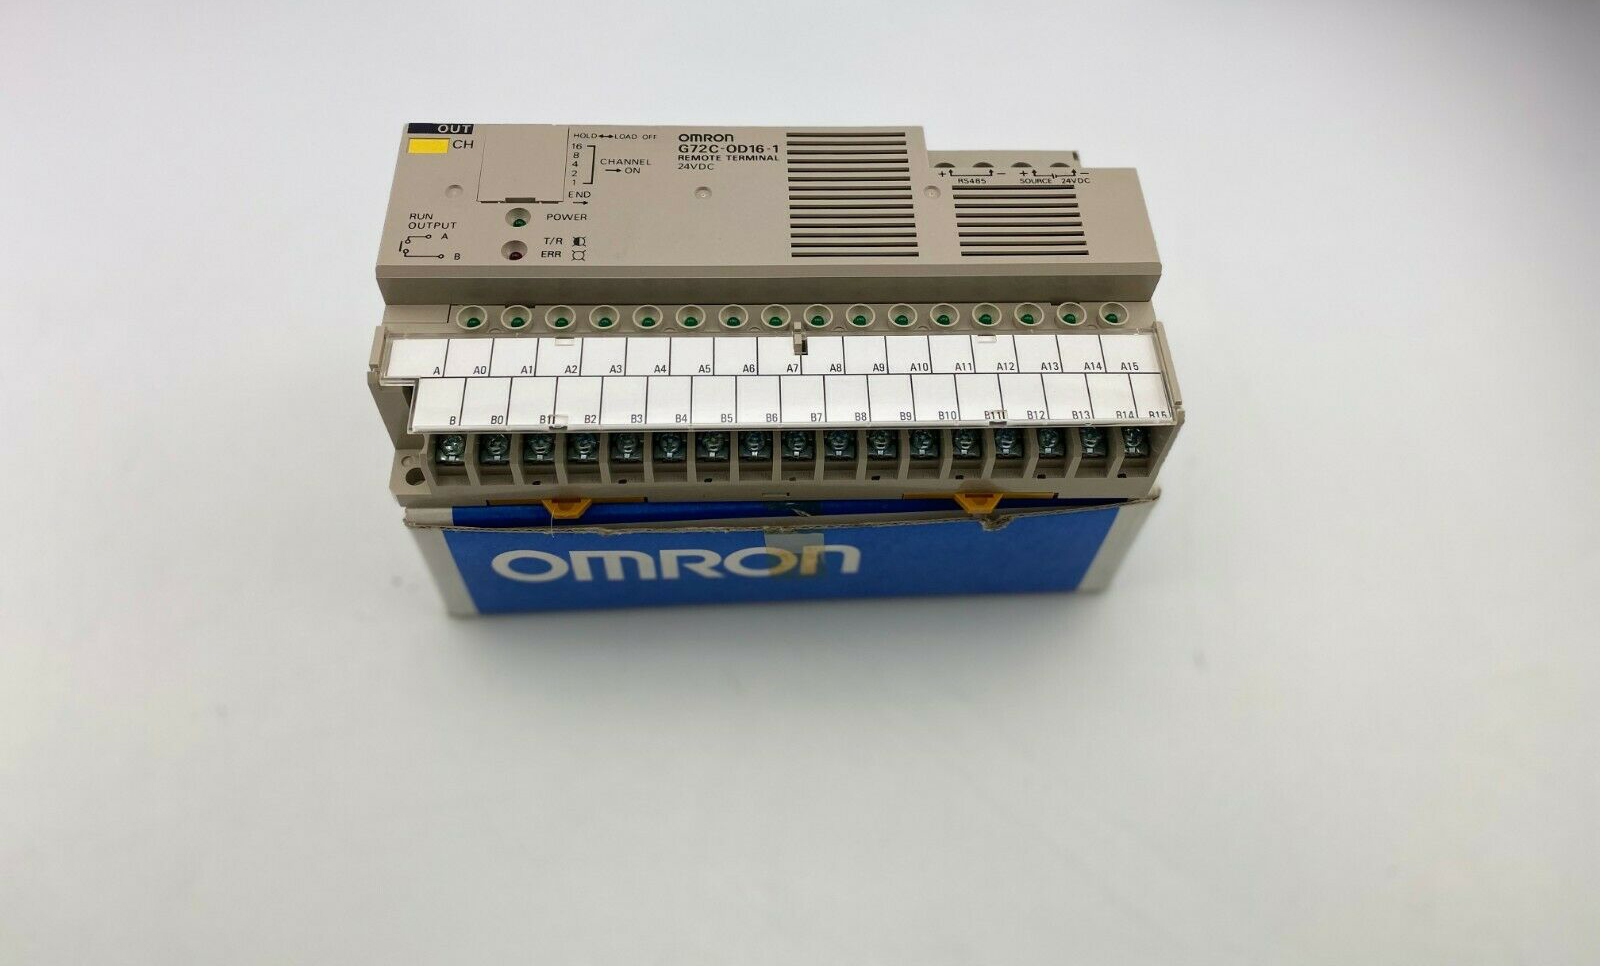 OUT
CH
HOLD↔LOAD OFF
16
8
4
2
1
CHANNEL
→ ON
END
→
OMRON
G72C-OD16-1
REMOTE TERMINAL
24VDC
+ RS485 −
+ SOURCE 24VDC −
RUN
OUTPUT
A
B
POWER
T/R
ERR
A A0 A1 A2 A3 A4 A5 A6 A7 A8 A9 A10 A11 A12 A13 A14 A15
B B0 B1 B2 B3 B4 B5 B6 B7 B8 B9 B10 B11 B12 B13 B14 B15
OMRON